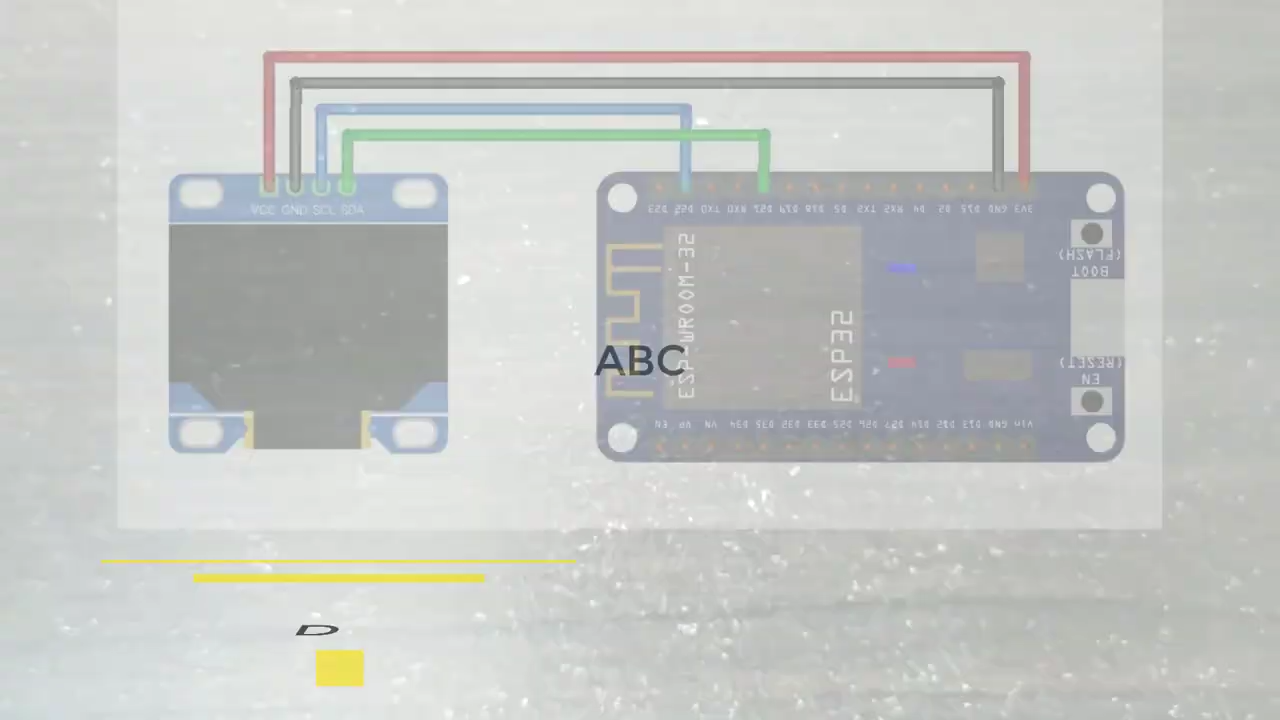 VCC GND SCL SDA
D23 D22 TX0 RX0 D21 D19 D18 D5 TX2 RX2 D4 D2 D15 GND 3V3
BOOT
(FLASH)
ESP-WROOM-32
ESP32
ABC
EN
(RESET)
EN VP VN D34 D35 D32 D33 D25 D26 D27 D14 D12 D13 GND Vin
D